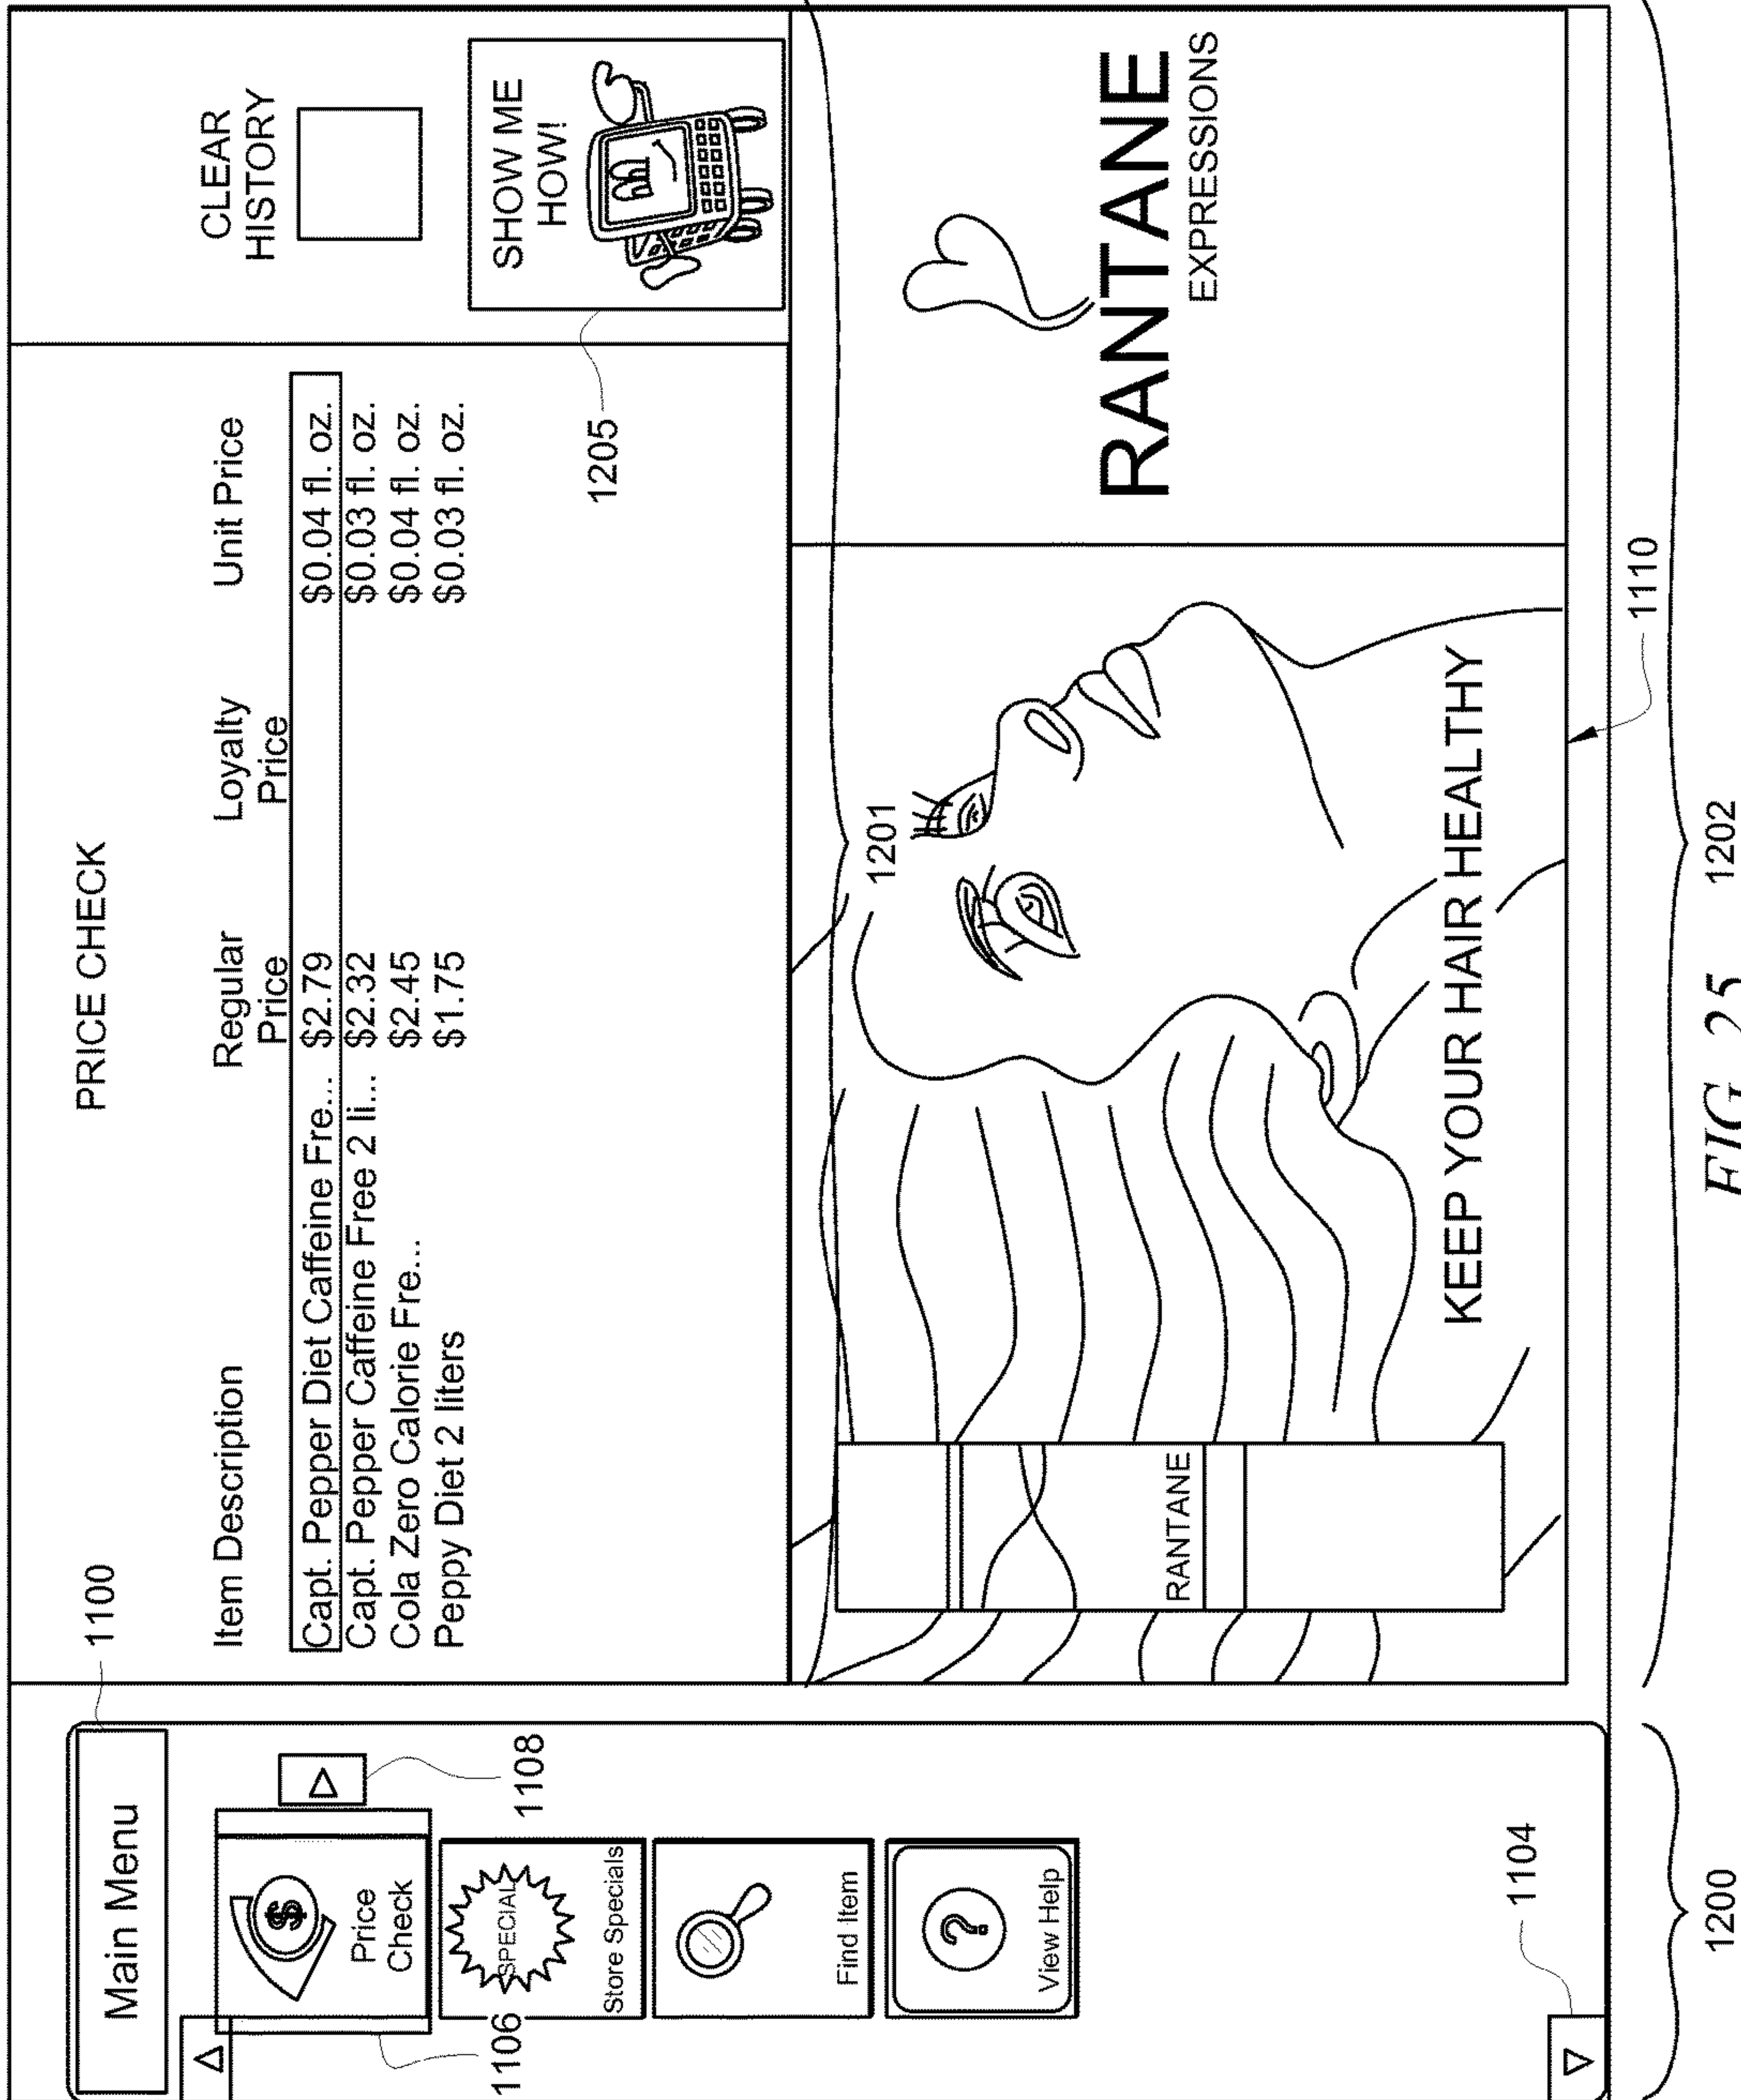 Main Menu
1100
Price
Check
1108
1106
SPECIAL
Store Specials
Find Item
?
View Help
1104
1200
PRICE CHECK
Item Description Regular Price Loyalty Price Unit Price
Capt. Pepper Diet Caffeine Fre... $2.79 $0.04 fl. oz.
Capt. Pepper Caffeine Free 2 li... $2.32 $0.03 fl. oz.
Cola Zero Calorie Fre... $2.45 $0.04 fl. oz.
Peppy Diet 2 liters $1.75 $0.03 fl. oz.
CLEAR
HISTORY
SHOW ME
HOW!
1205
1201
RANTANE
KEEP YOUR HAIR HEALTHY
RANTANE
EXPRESSIONS
1110
1202
FIG. 25